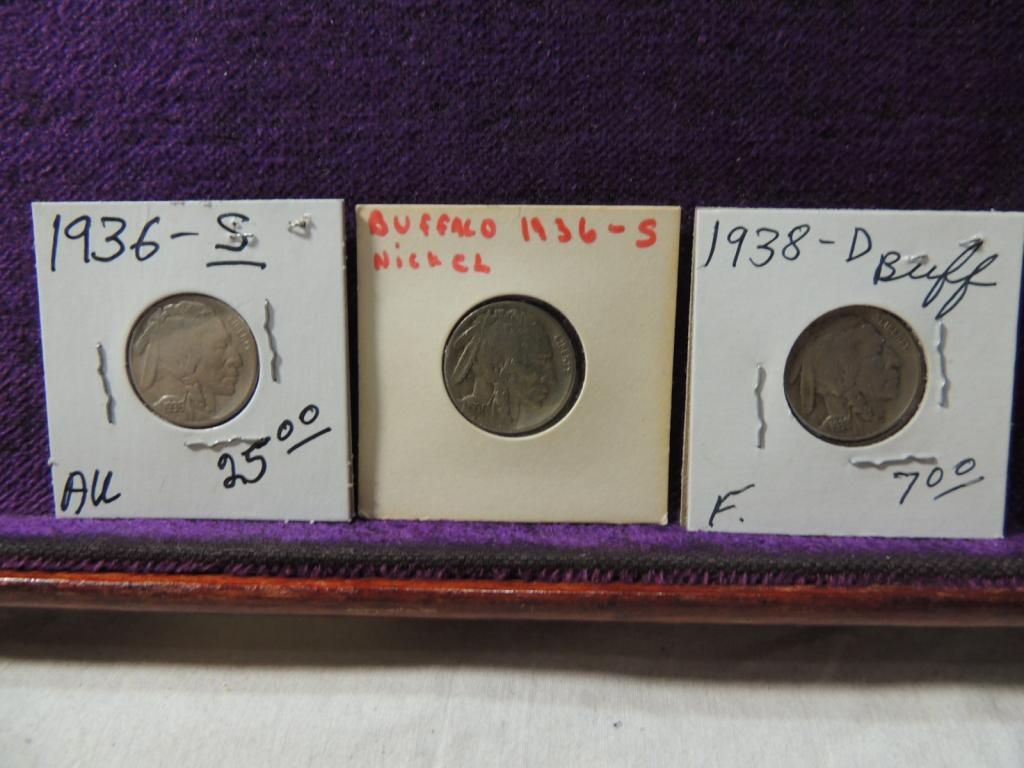 1936-S
AU
25.00
BUFFALO 1936-S
NICKEL
1938-D
Buff
F.
7.00